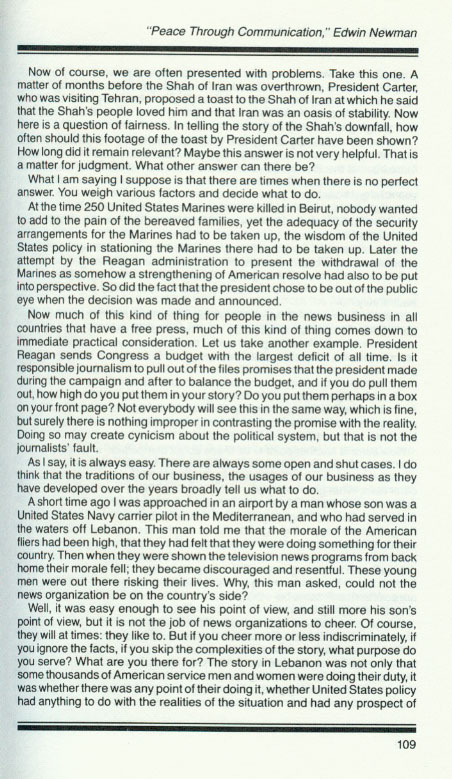 "Peace Through Communication," Edwin Newman
Now of course, we are often presented with problems. Take this one. A
matter of months before the Shah of Iran was overthrown, President Carter,
who was visiting Tehran, proposed a toast to the Shah of Iran at which he said
that the Shah's people loved him and that Iran was an oasis of stability. Now
here is a question of fairness. In telling the story of the Shah's downfall, how
often should this footage of the toast by President Carter have been shown?
How long did it remain relevant? Maybe this answer is not very helpful. That is
a matter for judgment. What other answer can there be?
What I am saying I suppose is that there are times when there is no perfect
answer. You weigh various factors and decide what to do.
At the time 250 United States Marines were killed in Beirut, nobody wanted
to add to the pain of the bereaved families, yet the adequacy of the security
arrangements for the Marines had to be taken up, the wisdom of the United
States policy in stationing the Marines there had to be taken up. Later the
attempt by the Reagan administration to present the withdrawal of the
Marines as somehow a strengthening of American resolve had also to be put
into perspective. So did the fact that the president chose to be out of the public
eye when the decision was made and announced.
Now much of this kind of thing for people in the news business in all
countries that have a free press, much of this kind of thing comes down to
immediate practical consideration. Let us take another example. President
Reagan sends Congress a budget with the largest deficit of all time. Is it
responsible journalism to pull out of the files promises that the president made
during the campaign and after to balance the budget, and if you do pull them
out, how high do you put them in your story? Do you put them perhaps in a box
on your front page? Not everybody will see this in the same way, which is fine,
but surely there is nothing improper in contrasting the promise with the reality.
Doing so may create cynicism about the political system, but that is not the
journalists' fault.
As I say, it is always easy. There are always some open and shut cases. I do
think that the traditions of our business, the usages of our business as they
have developed over the years broadly tell us what to do.
A short time ago I was approached in an airport by a man whose son was a
United States Navy carrier pilot in the Mediterranean, and who had served in
the waters off Lebanon. This man told me that the morale of the American
fliers had been high, that they had felt that they were doing something for their
country. Then when they were shown the television news programs from back
home their morale fell; they became discouraged and resentful. These young
men were out there risking their lives. Why, this man asked, could not the
news organization be on the country's side?
Well, it was easy enough to see his point of view, and still more his son's
point of view, but it is not the job of news organizations to cheer. Of course,
they will at times: they like to. But if you cheer more or less indiscriminately, if
you ignore the facts, if you skip the complexities of the story, what purpose do
you serve? What are you there for? The story in Lebanon was not only that
some thousands of American service men and women were doing their duty, it
was whether there was any point of their doing it, whether United States policy
had anything to do with the realities of the situation and had any prospect of
109